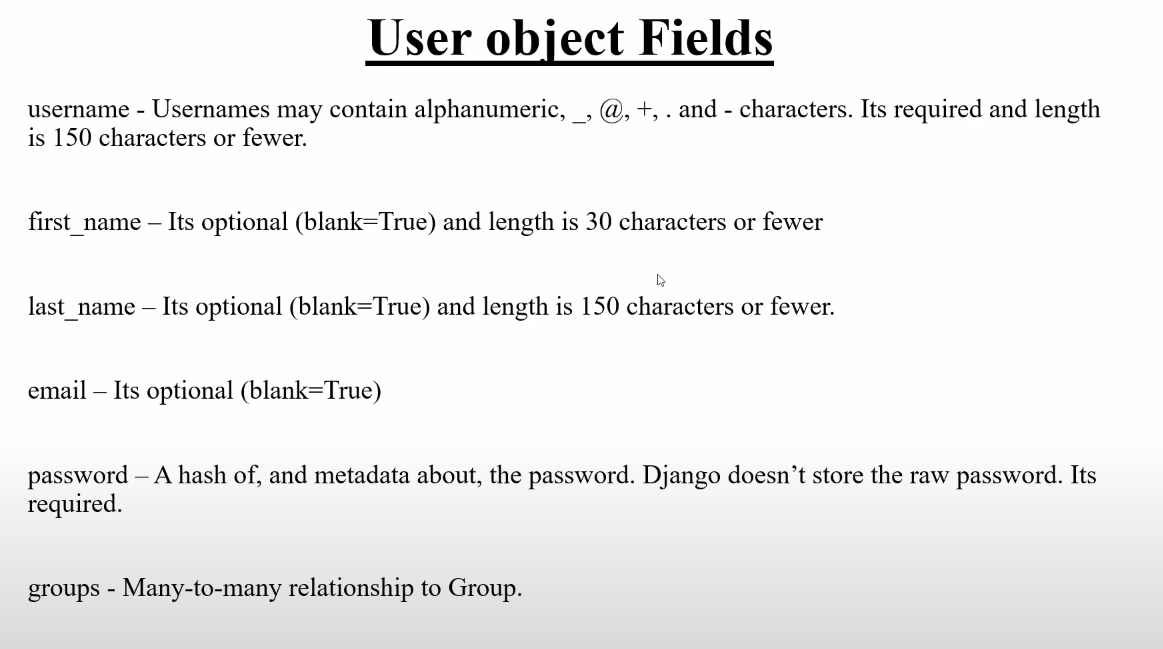 User object Fields
username - Usernames may contain alphanumeric, _, @, +, . and - characters. Its required and length
is 150 characters or fewer.
first_name – Its optional (blank=True) and length is 30 characters or fewer
last_name – Its optional (blank=True) and length is 150 characters or fewer.
email – Its optional (blank=True)
password – A hash of, and metadata about, the password. Django doesn’t store the raw password. Its
required.
groups - Many-to-many relationship to Group.